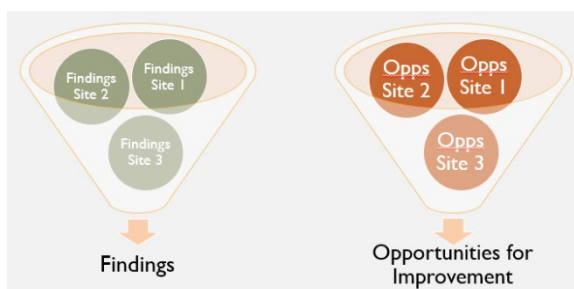 Findings
Site 2
Findings
Site 1
Findings
Site 3
Findings
Opps
Site 2
Opps
Site 1
Opps
Site 3
Opportunities for
Improvement